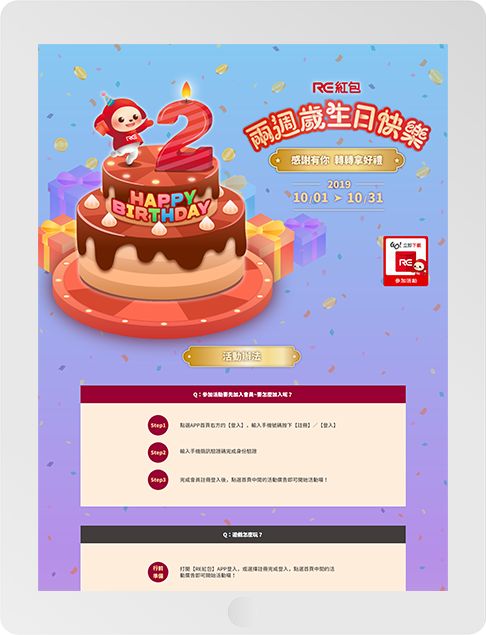 RE紅包
兩週歲生日快樂
感謝有你 轉轉拿好禮
2019
10/01 > 10/31
2
HAPPY
BIRTHDAY
RE
GO! 立即下載
RE
參加活動
活動辦法
Q：參加活動要先加入會員-要怎麼加入呢？
Step1 點選APP首頁右方的【登入】，輸入手機號碼按下【註冊】／【登入】
Step2 輸入手機簡訊驗證碼完成身份驗證
Step3 完成會員註冊登入後，點選首頁中間的活動廣告即可開始活動囉！
Q：遊戲怎麼玩？
行前
準備
打開【RE紅包】APP登入，或選擇註冊完成登入，點選首頁中間的活
動廣告即可開始活動囉！